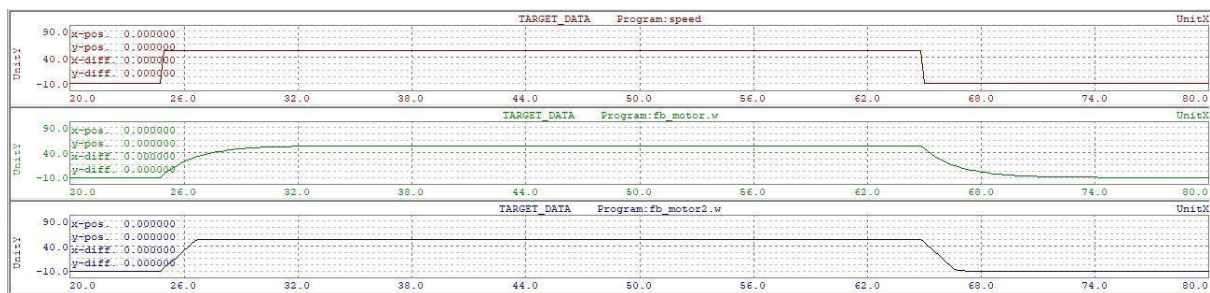 TARGET_DATA Program:speed UnitX
90.0 x-pos. 0.000000
y-pos. 0.000000
UnitY 40.0 x-diff. 0.000000
y-diff. 0.000000
-10.0
20.0 26.0 32.0 38.0 44.0 50.0 56.0 62.0 68.0 74.0 80.0
TARGET_DATA Program:fb_motor.w UnitX
90.0 x-pos. 0.000000
y-pos. 0.000000
UnitY 40.0 x-diff. 0.000000
y-diff. 0.000000
-10.0
20.0 26.0 32.0 38.0 44.0 50.0 56.0 62.0 68.0 74.0 80.0
TARGET_DATA Program:fb_motor2.w UnitX
90.0 x-pos. 0.000000
y-pos. 0.000000
UnitY 40.0 x-diff. 0.000000
y-diff. 0.000000
-10.0
20.0 26.0 32.0 38.0 44.0 50.0 56.0 62.0 68.0 74.0 80.0